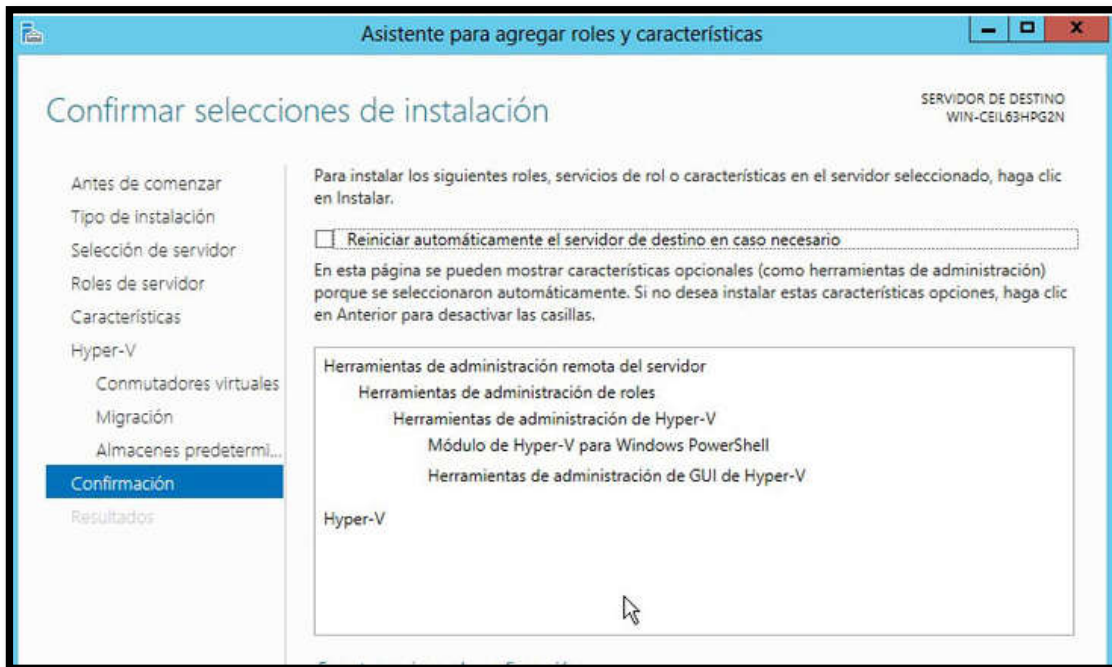 Asistente para agregar roles y características
Confirmar selecciones de instalación
SERVIDOR DE DESTINO
WIN-CEIL63HPG2N
Antes de comenzar
Tipo de instalación
Selección de servidor
Roles de servidor
Características
Hyper-V
Conmutadores virtuales
Migración
Almacenes predetermi...
Confirmación
Resultados
Para instalar los siguientes roles, servicios de rol o características en el servidor seleccionado, haga clic
en Instalar.
Reiniciar automáticamente el servidor de destino en caso necesario
En esta página se pueden mostrar características opcionales (como herramientas de administración)
porque se seleccionaron automáticamente. Si no desea instalar estas características opciones, haga clic
en Anterior para desactivar las casillas.
Herramientas de administración remota del servidor
Herramientas de administración de roles
Herramientas de administración de Hyper-V
Módulo de Hyper-V para Windows PowerShell
Herramientas de administración de GUI de Hyper-V
Hyper-V